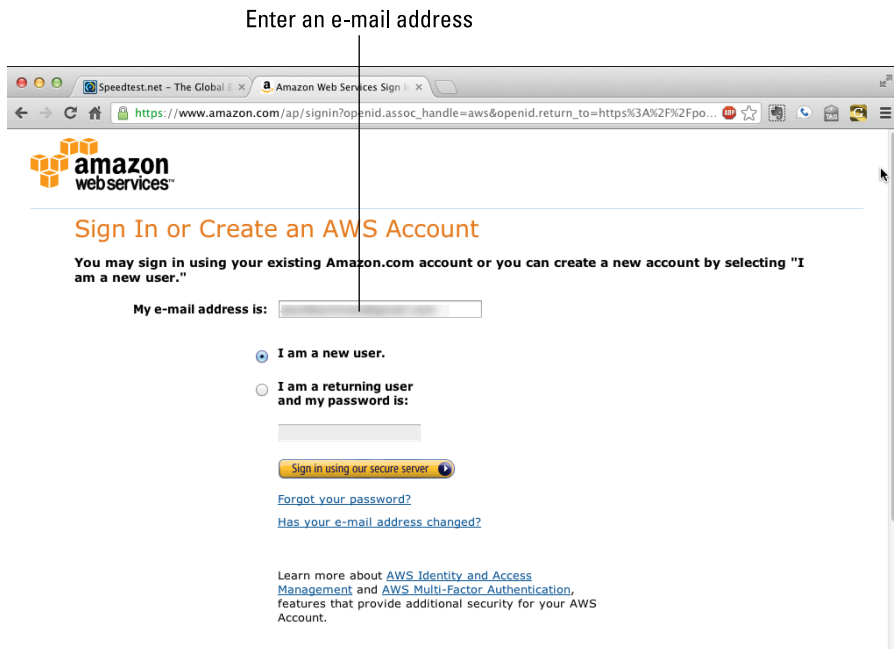 Enter an e-mail address
Speedtest.net – The Global
Amazon Web Services Sign In
https://www.amazon.com/ap/signin?openid.assoc_handle=aws&openid.return_to=https%3A%2F%2Fpo...
ABP
TAG
amazon
webservices™
Sign In or Create an AWS Account
You may sign in using your existing Amazon.com account or you can create a new account by selecting "I
am a new user."
My e-mail address is:
I am a new user.
I am a returning user
and my password is:
Sign in using our secure server
Forgot your password?
Has your e-mail address changed?
Learn more about AWS Identity and Access
Management and AWS Multi-Factor Authentication,
features that provide additional security for your AWS
Account.